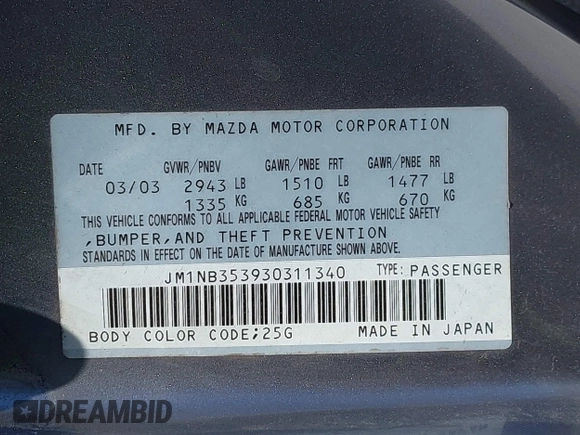 MFD. BY MAZDA MOTOR CORPORATION
DATE GVWR/PNBV GAWR/PNBE FRT GAWR/PNBE RR
03/03 2943 LB 1510 LB 1477 LB
1335 KG 685 KG 670 KG
THIS VEHICLE CONFORMS TO ALL APPLICABLE FEDERAL MOTOR VEHICLE SAFETY
,BUMPER,AND THEFT PREVENTION
STANDARDS IN EFFECT ON THE DATE OF MANUFACTURE SHOWN ABOVE.
JM1NB353930311340 TYPE: PASSENGER
BODY COLOR CODE;25G MADE IN JAPAN
DREAMBID